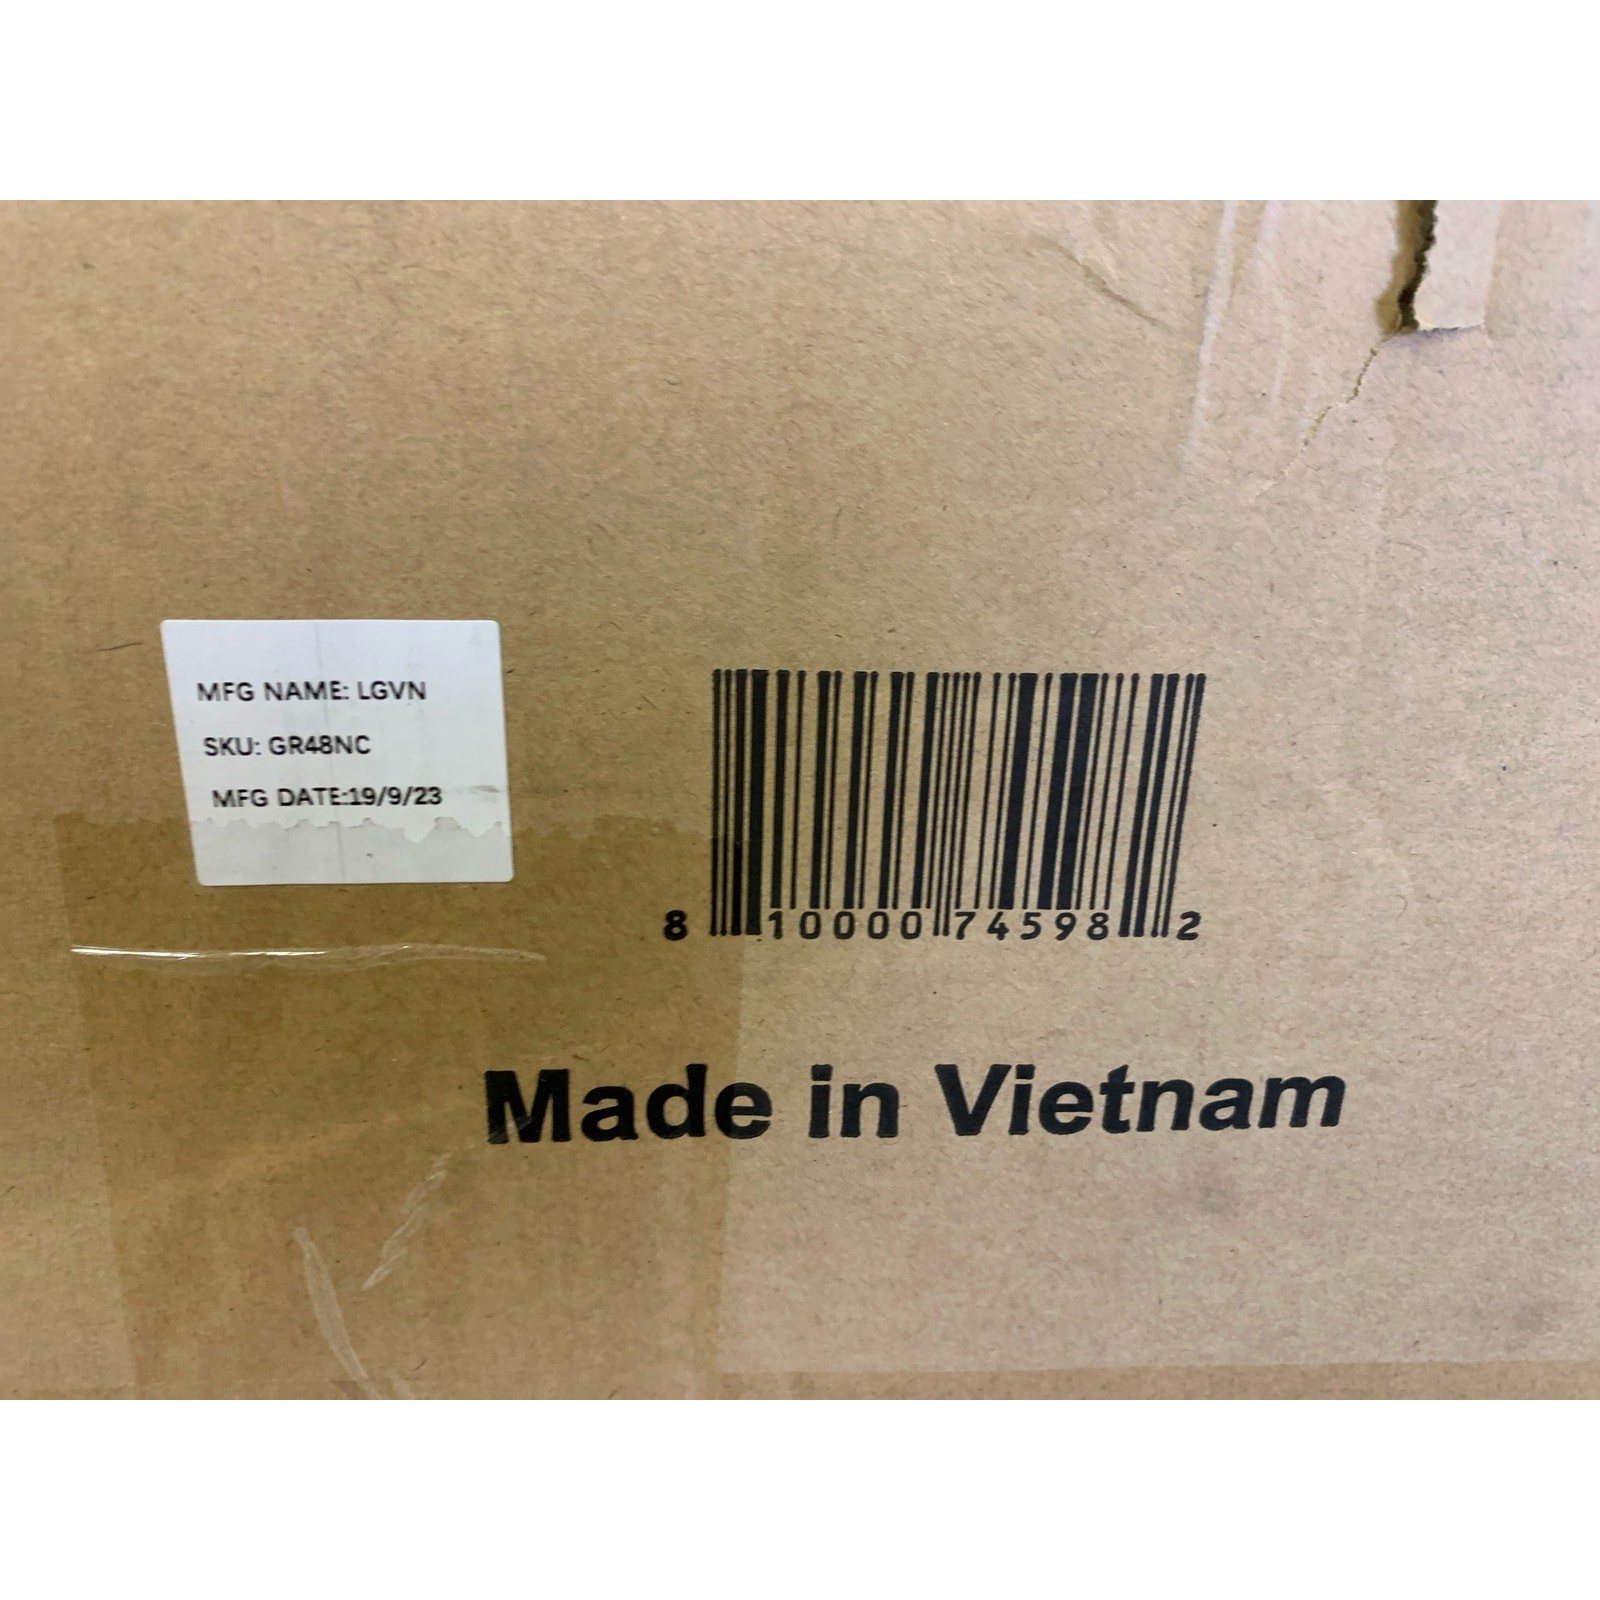 MFG NAME: LGVN
SKU: GR48NC
MFG DATE:19/9/23
8 10000 74598 2
Made in Vietnam